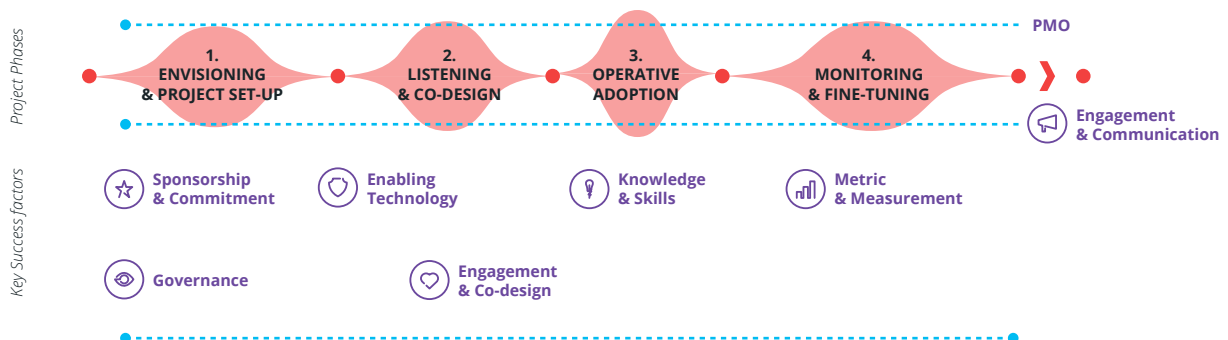 Project Phases
PMO
1.
ENVISIONING
& PROJECT SET-UP
2.
LISTENING
& CO-DESIGN
3.
OPERATIVE
ADOPTION
4.
MONITORING
& FINE-TUNING
Engagement
& Communication
Key Success factors
Sponsorship
& Commitment
Enabling
Technology
Knowledge
& Skills
Metric
& Measurement
Governance
Engagement
& Co-design